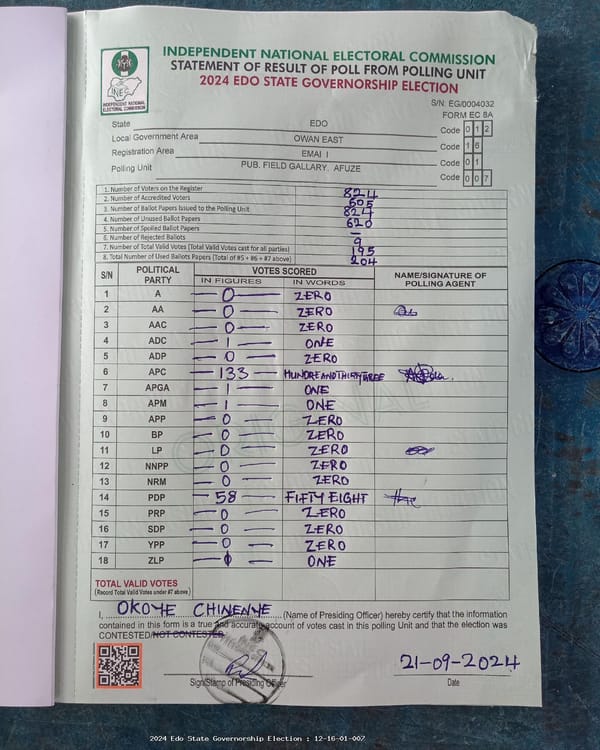 INDEPENDENT NATIONAL ELECTORAL COMMISSION
STATEMENT OF RESULT OF POLL FROM POLLING UNIT
2024 EDO STATE GOVERNORSHIP ELECTION
INEC
INDEPENDENT NATIONAL ELECTORAL COMMISSION
S/N. EG/0004032
FORM EC 8A
State EDO Code 0 1 2
Local Government Area OWAN EAST Code 1 6
Registration Area EMAI I Code 0 1
Polling Unit PUB. FIELD GALLARY. AFUZE Code 0 0 7
1. Number of Voters on the Register 824
2. Number of Accredited Voters 205
3. Number of Ballot Papers Issued to the Polling Unit 824
4. Number of Unused Ballot Papers 620
5. Number of Spoiled Ballot Papers —
6. Number of Rejected Ballots 9
7. Number of Total Valid Votes (Total Valid Votes cast for all parties) 195
8. Total Number of Used Ballots Papers (Total of #5 + #6 + #7 above) 204
S/N POLITICAL PARTY VOTES SCORED NAME/SIGNATURE OF POLLING AGENT
IN FIGURES IN WORDS
1 A 0 ZERO
2 AA 0 ZERO
3 AAC 0 ZERO
4 ADC 1 ONE
5 ADP 0 ZERO
6 APC 133 HUNDREANDTHIRTYTREE
7 APGA 1 ONE
8 APM 1 ONE
9 APP 0 ZERO
10 BP 0 ZERO
11 LP 0 ZERO
12 NNPP 0 ZERO
13 NRM 0 ZERO
14 PDP 58 FIFTY EIGHT
15 PRP 0 ZERO
16 SDP 0 ZERO
17 YPP 0 ZERO
18 ZLP ONE
TOTAL VALID VOTES
(Record Total Valid Votes under #7 above)
I, OKOYE CHINENYE (Name of Presiding Officer) hereby certify that the information
contained in this form is a true and accurate account of votes cast in this polling Unit and that the election was
CONTESTED/NOT CONTESTED.
21-09-2024
Sign/Stamp of Presiding Officer Date
2024 Edo State Governorship Election : 12-16-01-007